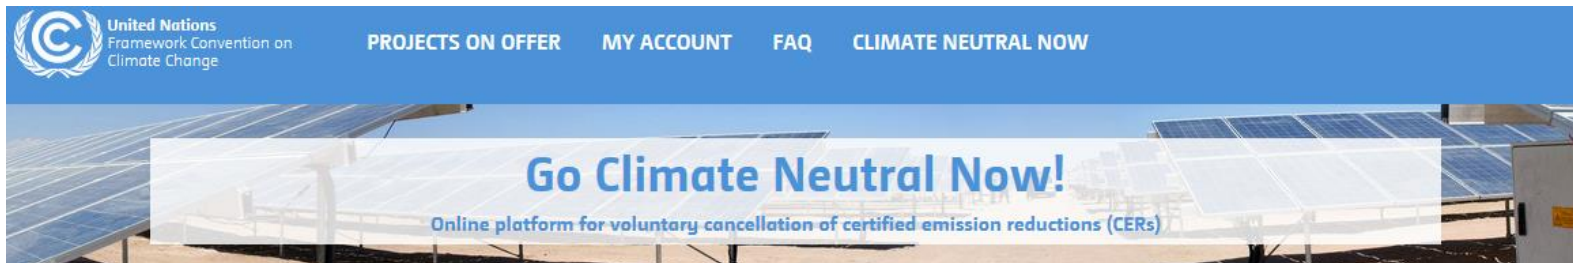 United Nations
Framework Convention on
Climate Change
PROJECTS ON OFFER
MY ACCOUNT
FAQ
CLIMATE NEUTRAL NOW
Go Climate Neutral Now!
Online platform for voluntary cancellation of certified emission reductions (CERs)